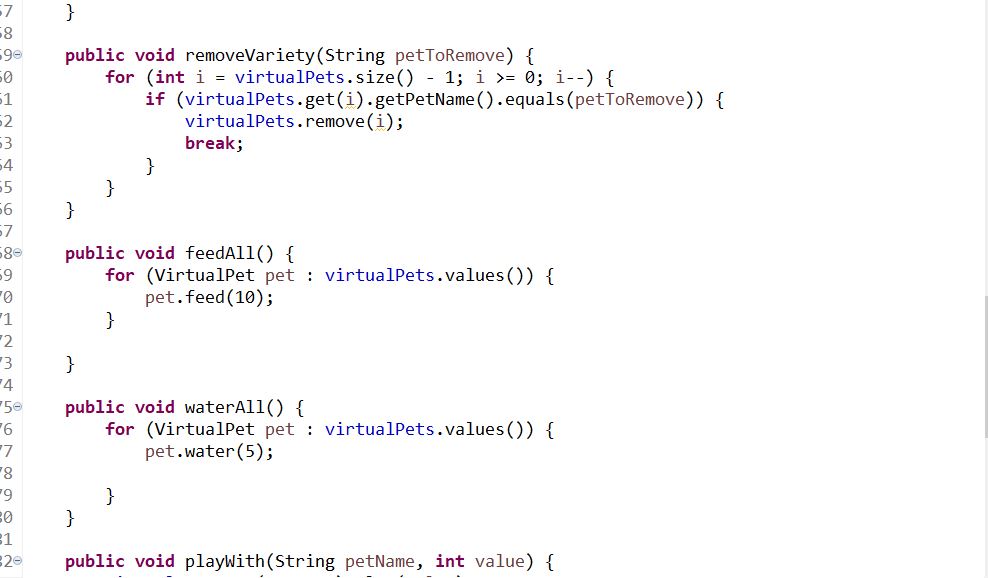 57    }
58
59    public void removeVariety(String petToRemove) {
60        for (int i = virtualPets.size() - 1; i >= 0; i--) {
61            if (virtualPets.get(i).getPetName().equals(petToRemove)) {
62                virtualPets.remove(i);
63                break;
64            }
65        }
66    }
67
68    public void feedAll() {
69        for (VirtualPet pet : virtualPets.values()) {
70            pet.feed(10);
71        }
72
73    }
74
75    public void waterAll() {
76        for (VirtualPet pet : virtualPets.values()) {
77            pet.water(5);
78
79        }
80    }
81
82    public void playWith(String petName, int value) {